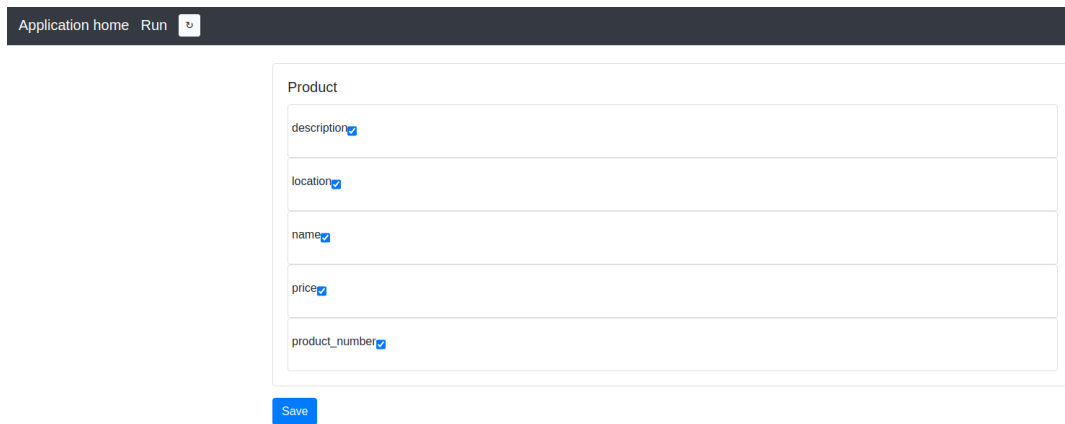 Application home Run ↻
Product
description
location
name
price
product_number
Save